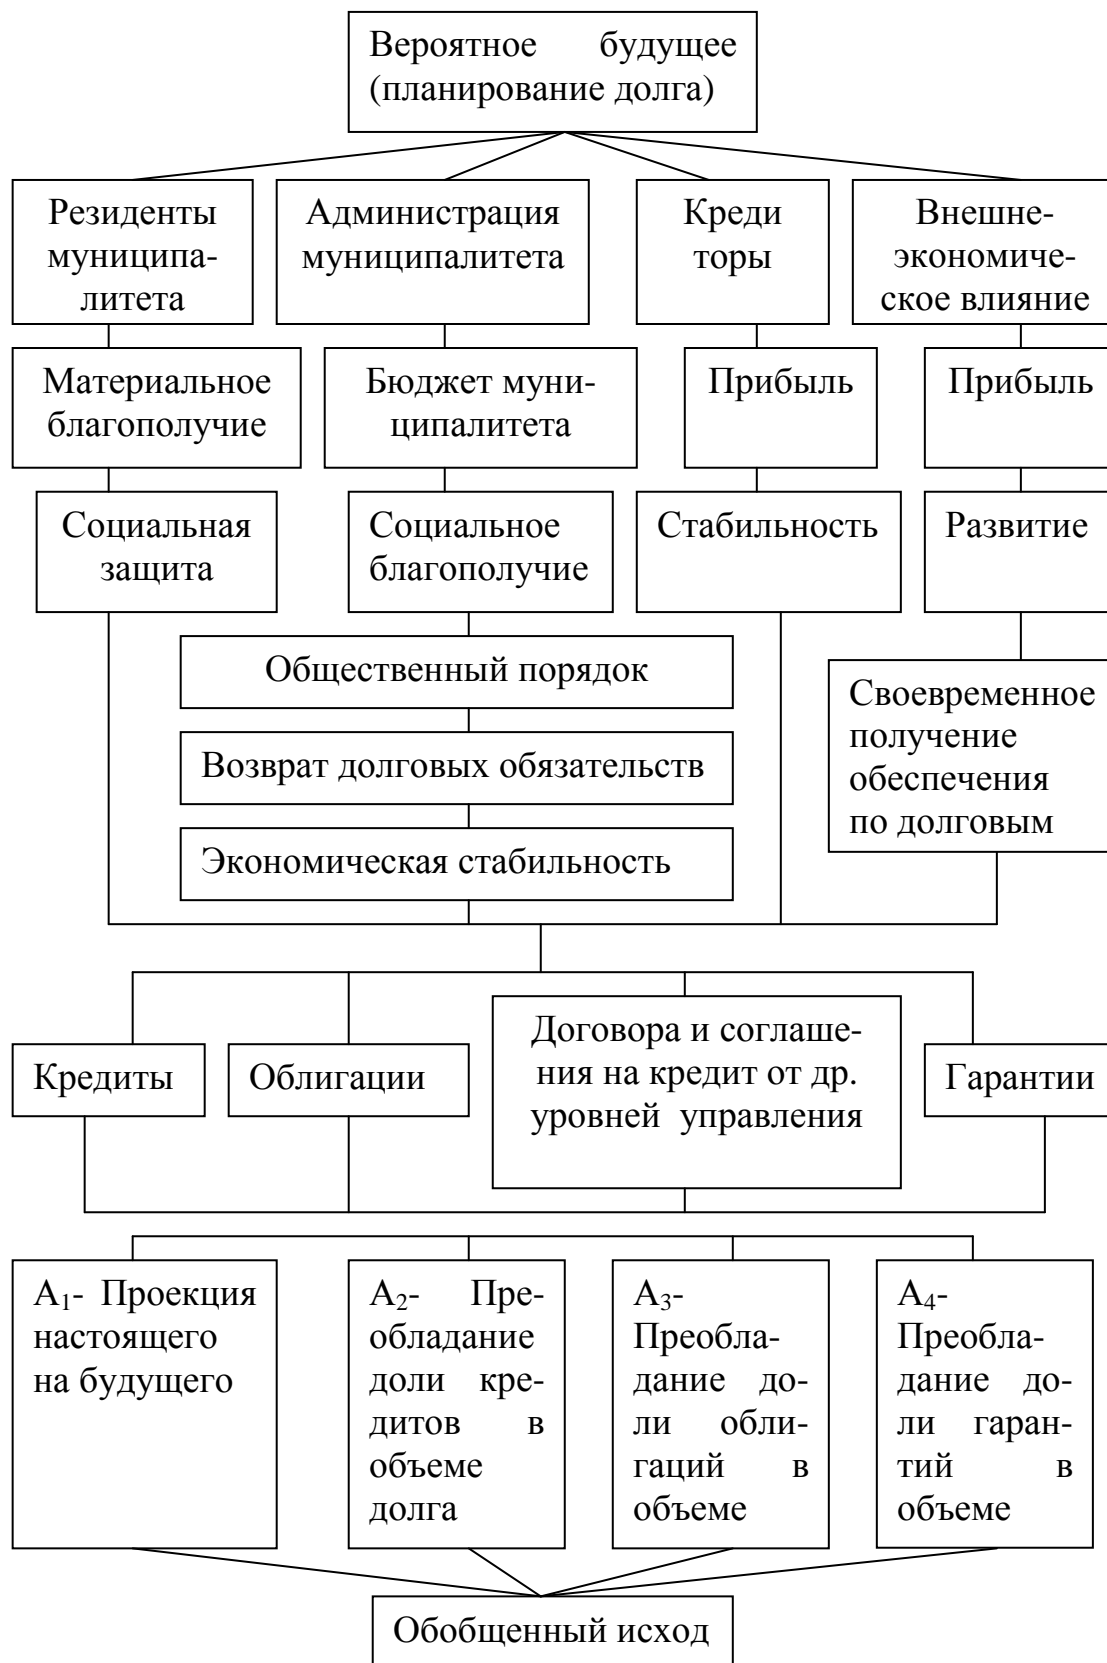 Вероятное будущее
(планирование долга)
Резиденты
муниципа-
литета
Администрация
муниципалитета
Креди
торы
Внешне-
экономиче-
ское влияние
Материальное
благополучие
Бюджет муни-
ципалитета
Прибыль
Прибыль
Социальная
защита
Социальное
благополучие
Стабильность
Развитие
Общественный порядок
Возврат долговых обязательств
Экономическая стабильность
Своевременное
получение
обеспечения
по долговым
Кредиты
Облигации
Договора и соглаше-
ния на кредит от др.
уровней управления
Гарантии
А₁- Проекция
настоящего
на будущего
А₂- Пре-
обладание
доли кре-
дитов в
объеме
долга
А₃-
Преобла-
дание до-
ли обли-
гаций в
объеме
А₄-
Преобла-
дание до-
ли гаран-
тий в
объеме
Обобщенный исход